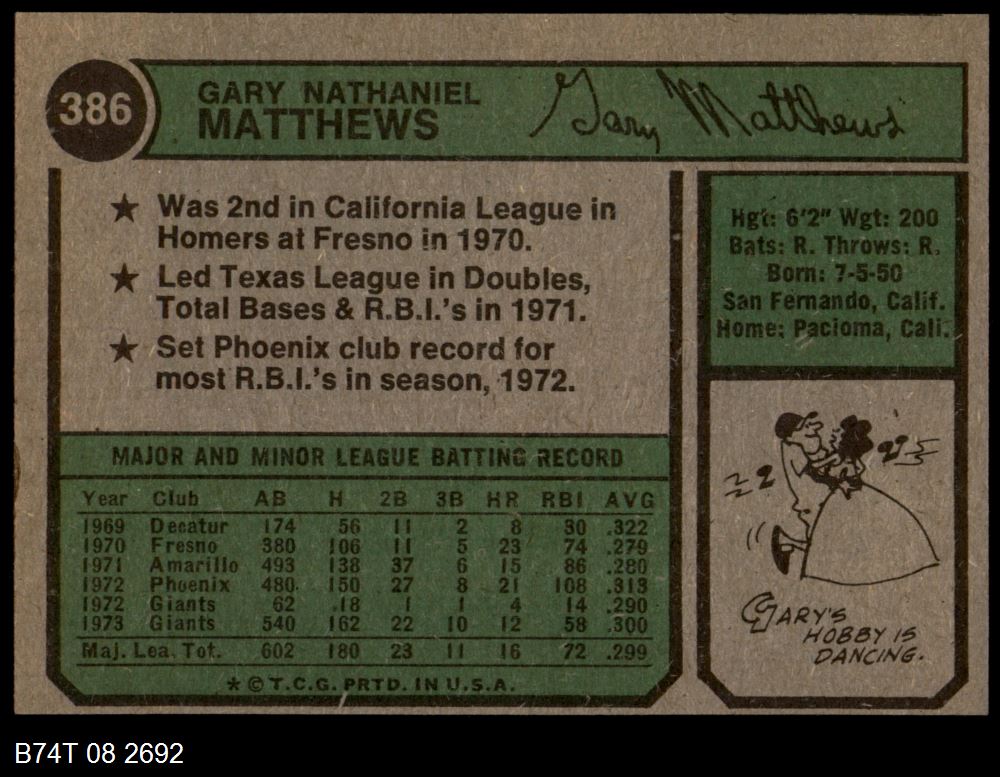 386
GARY NATHANIEL
MATTHEWS
Gary Matthews
★ Was 2nd in California League in
Homers at Fresno in 1970.
★ Led Texas League in Doubles,
Total Bases & R.B.I.'s in 1971.
★ Set Phoenix club record for
most R.B.I.'s in season, 1972.
Hgt: 6'2" Wgt: 200
Bats: R. Throws: R.
Born: 7-5-50
San Fernando, Calif.
Home: Pacioma, Cali.
MAJOR AND MINOR LEAGUE BATTING RECORD
Year Club AB H 2B 3B HR RBI AVG
1969 Decatur 174 56 11 2 8 30 .322
1970 Fresno 380 106 11 5 23 74 .279
1971 Amarillo 493 138 37 6 15 86 .280
1972 Phoenix 480 150 27 8 21 108 .313
1972 Giants 62 18 1 1 4 14 .290
1973 Giants 540 162 22 10 12 58 .300
Maj. Lea. Tot. 602 180 23 11 16 72 .299
* © T.C.G. PRTD. IN U.S.A.
GARY'S
HOBBY IS
DANCING.
B74T 08 2692